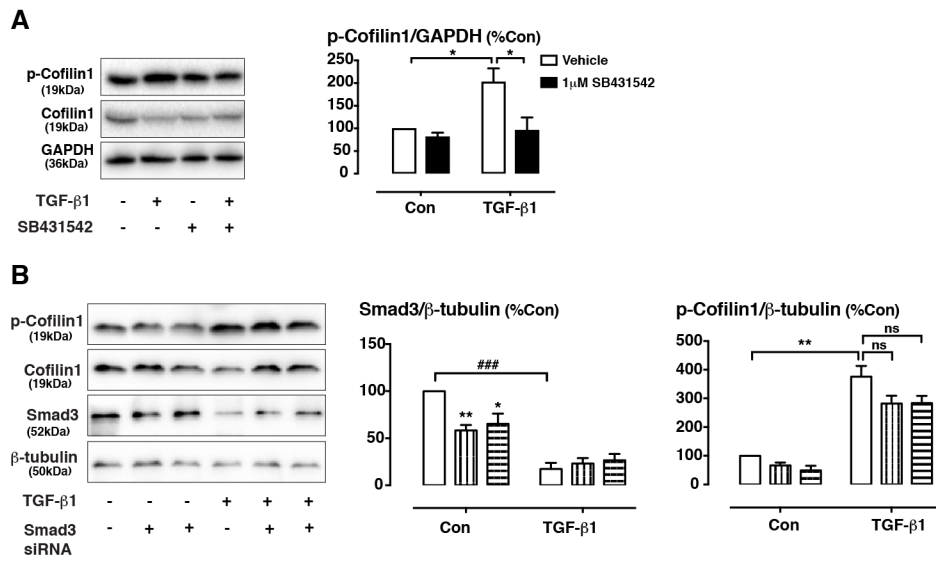 A
p-Cofilin1
(19kDa)
Cofilin1
(19kDa)
GAPDH
(36kDa)
TGF-β1 - + - +
SB431542 - - + +
p-Cofilin1/GAPDH (%Con)
250
200
150
100
50
0
* *
Vehicle
1µM SB431542
Con TGF-β1
B
p-Cofilin1
(19kDa)
Cofilin1
(19kDa)
Smad3
(52kDa)
β-tubulin
(50kDa)
TGF-β1 - - - + + +
Smad3 - + + - + +
siRNA
Smad3/β-tubulin (%Con)
150
100
50
0
###
** *
Con TGF-β1
p-Cofilin1/β-tubulin (%Con)
500
400
300
200
100
0
ns
** ns
Con TGF-β1